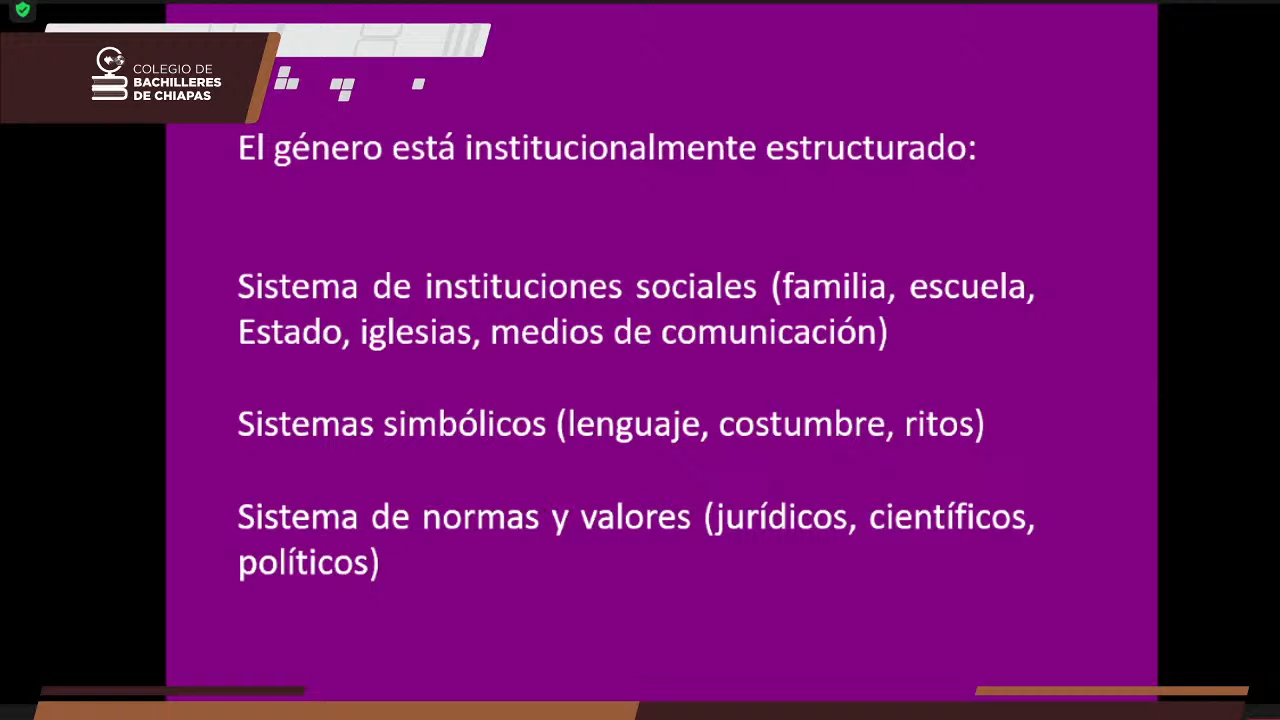 COLEGIO DE
BACHILLERES
DE CHIAPAS
El género está institucionalmente estructurado:
Sistema de instituciones sociales (familia, escuela,
Estado, iglesias, medios de comunicación)
Sistemas simbólicos (lenguaje, costumbre, ritos)
Sistema de normas y valores (jurídicos, científicos,
políticos)